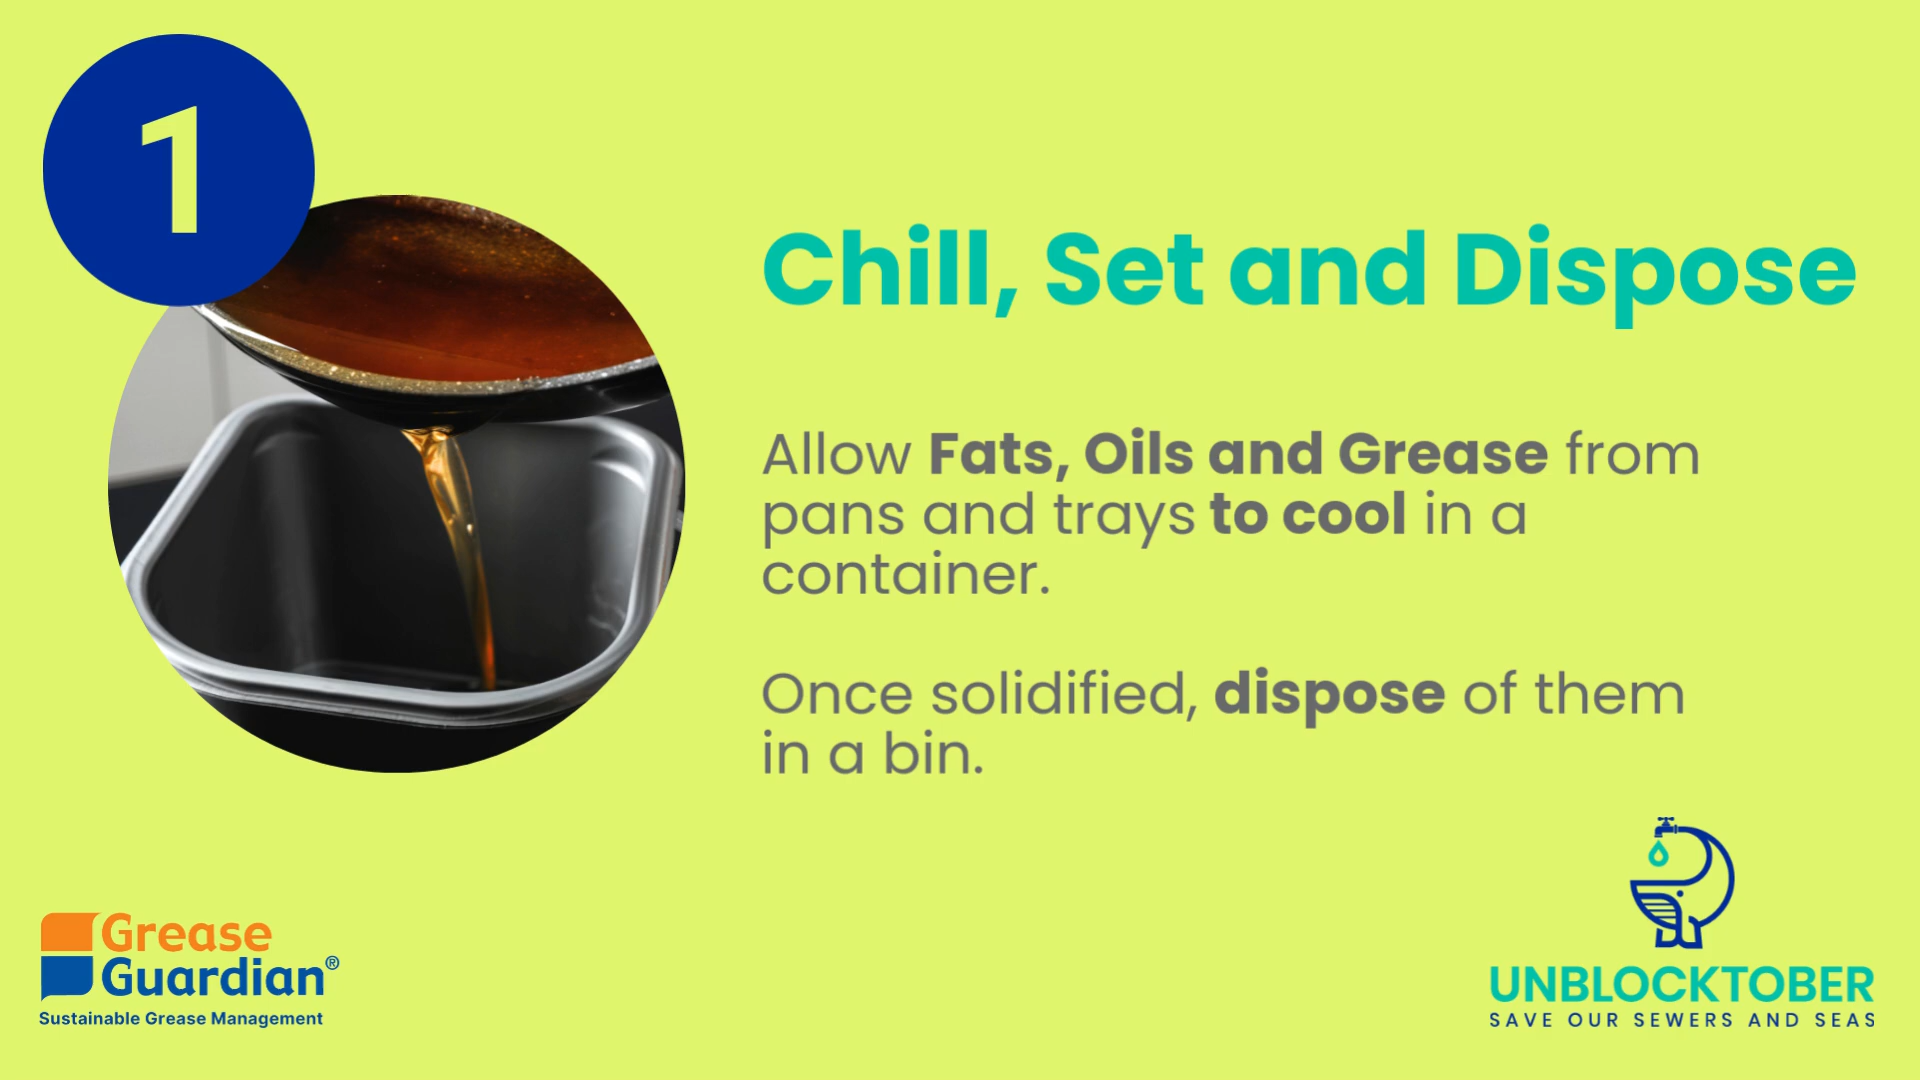 1
Chill, Set and Dispose
Allow Fats, Oils and Grease from
pans and trays to cool in a
container.
Once solidified, dispose of them
in a bin.
Grease
Guardian®
Sustainable Grease Management
UNBLOCKTOBER
SAVE OUR SEWERS AND SEAS